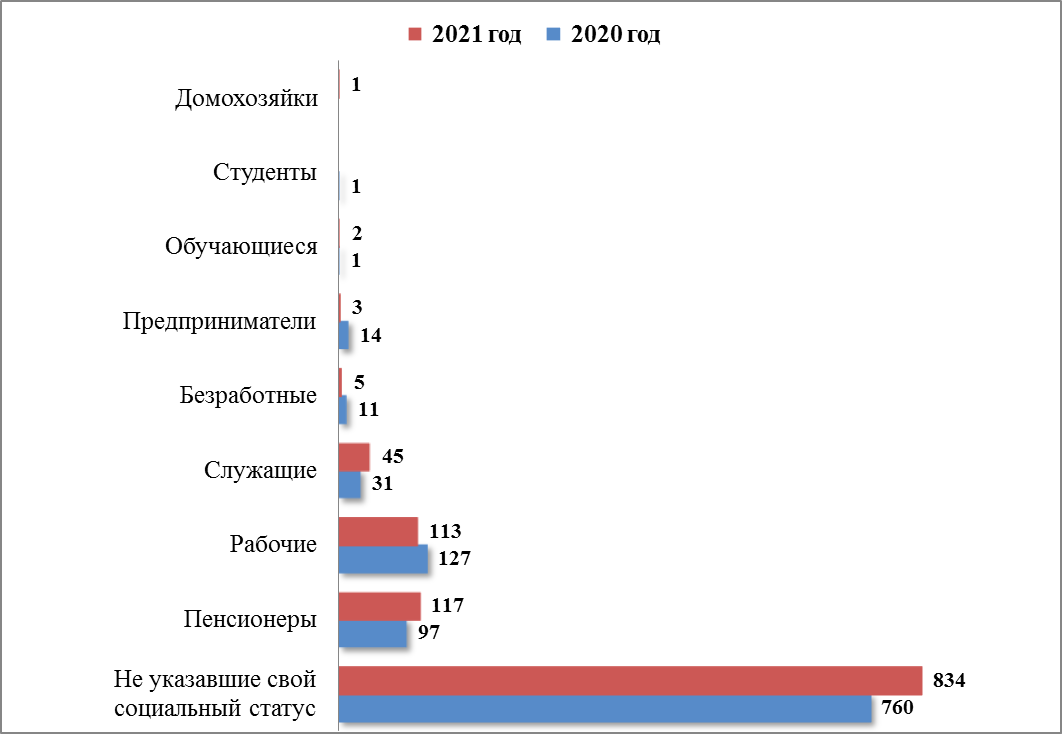 2021 год 2020 год
Домохозяйки 1
Студенты 1
Обучающиеся 2
1
Предприниматели 3
14
Безработные 5
11
Служащие 45
31
Рабочие 113
127
Пенсионеры 117
97
Не указавшие свой 834
социальный статус 760